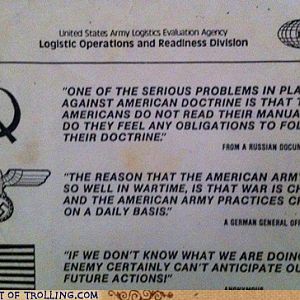 United States Army Logistics Evaluation Agency
Logistic Operations and Readiness Division
"ONE OF THE SERIOUS PROBLEMS IN PLA
AGAINST AMERICAN DOCTRINE IS THAT T
AMERICANS DO NOT READ THEIR MANUA
DO THEY FEEL ANY OBLIGATIONS TO FOL
THEIR DOCTRINE."
FROM A RUSSIAN DOCUM
"THE REASON THAT THE AMERICAN ARMY
SO WELL IN WARTIME, IS THAT WAR IS CH
AND THE AMERICAN ARMY PRACTICES CH
ON A DAILY BASIS."
A GERMAN GENERAL OF
"IF WE DON'T KNOW WHAT WE ARE DOING
ENEMY CERTAINLY CAN'T ANTICIPATE OU
FUTURE ACTIONS!"
ANONYMOUS
T OF TROLLING.COM